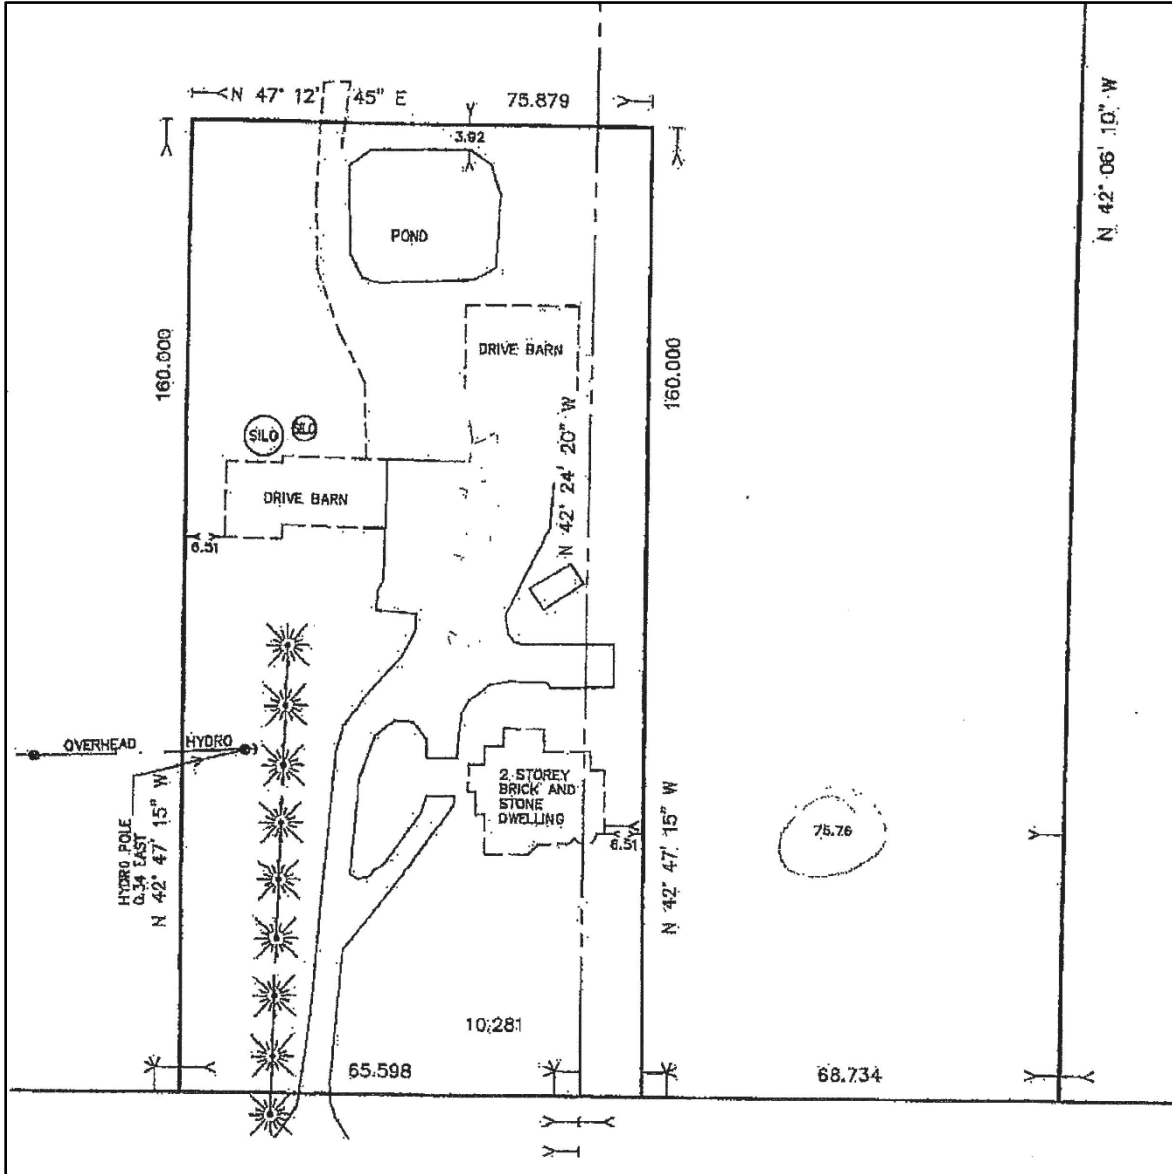 N 47° 12' 45" E
75.879
3.92
N 42° 06' 10" W
POND
160.000
DRIVE BARN
160.000
SILO
SILO
N 42° 24' 20" W
DRIVE BARN
6.51
OVERHEAD
HYDRO
2 STOREY
BRICK AND
STONE
DWELLING
HYDRO POLE
0.34 EAST
N 42° 47' 15" W
6.51
N 42° 47' 15" W
75.76
10.281
65.598
68.734